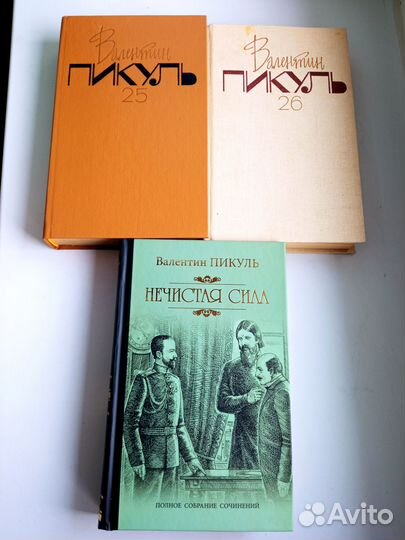 Валентин
ПИКУЛЬ
25
Валентин
ПИКУЛЬ
26
Валентин ПИКУЛЬ
НЕЧИСТАЯ СИЛА
ПОЛНОЕ СОБРАНИЕ СОЧИНЕНИЙ
Avito